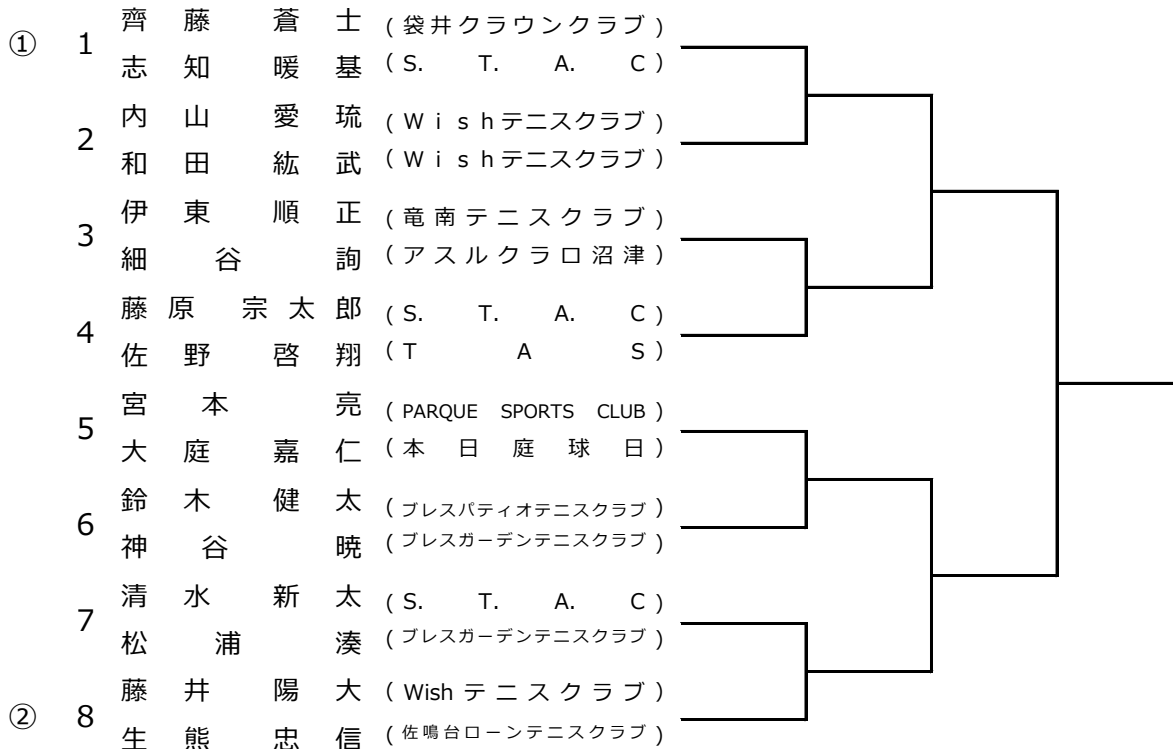 ① 1 齊藤蒼士 (袋井クラウンクラブ)
志知暖基 (S. T. A. C)
2 内山愛琉 (Wishテニスクラブ)
和田紘武 (Wishテニスクラブ)
3 伊東順正 (竜南テニスクラブ)
細谷詢 (アスルクラロ沼津)
4 藤原宗太郎 (S. T. A. C)
佐野啓翔 (TAS)
5 宮本亮 (PARQUE SPORTS CLUB)
大庭嘉仁 (本日庭球日)
6 鈴木健太 (ブレスパティオテニスクラブ)
神谷暁 (ブレスガーデンテニスクラブ)
7 清水新太 (S. T. A. C)
松浦湊 (ブレスガーデンテニスクラブ)
② 8 藤井陽大 (Wishテニスクラブ)
生熊忠信 (佐鳴台ローンテニスクラブ)